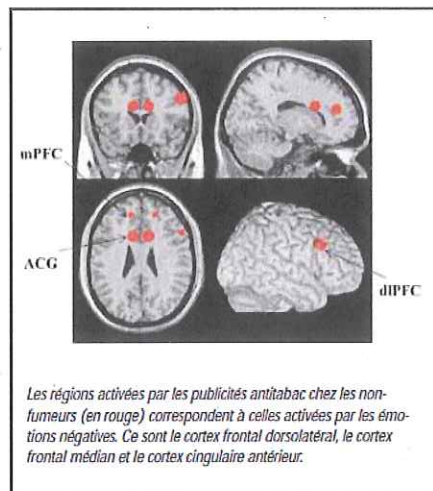 mPFC
ACG
dlPFC
Les régions activées par les publicités antitabac chez les non-
fumeurs (en rouge) correspondent à celles activées par les émo-
tions négatives. Ce sont le cortex frontal dorsolatéral, le cortex
frontal médian et le cortex cingulaire antérieur.